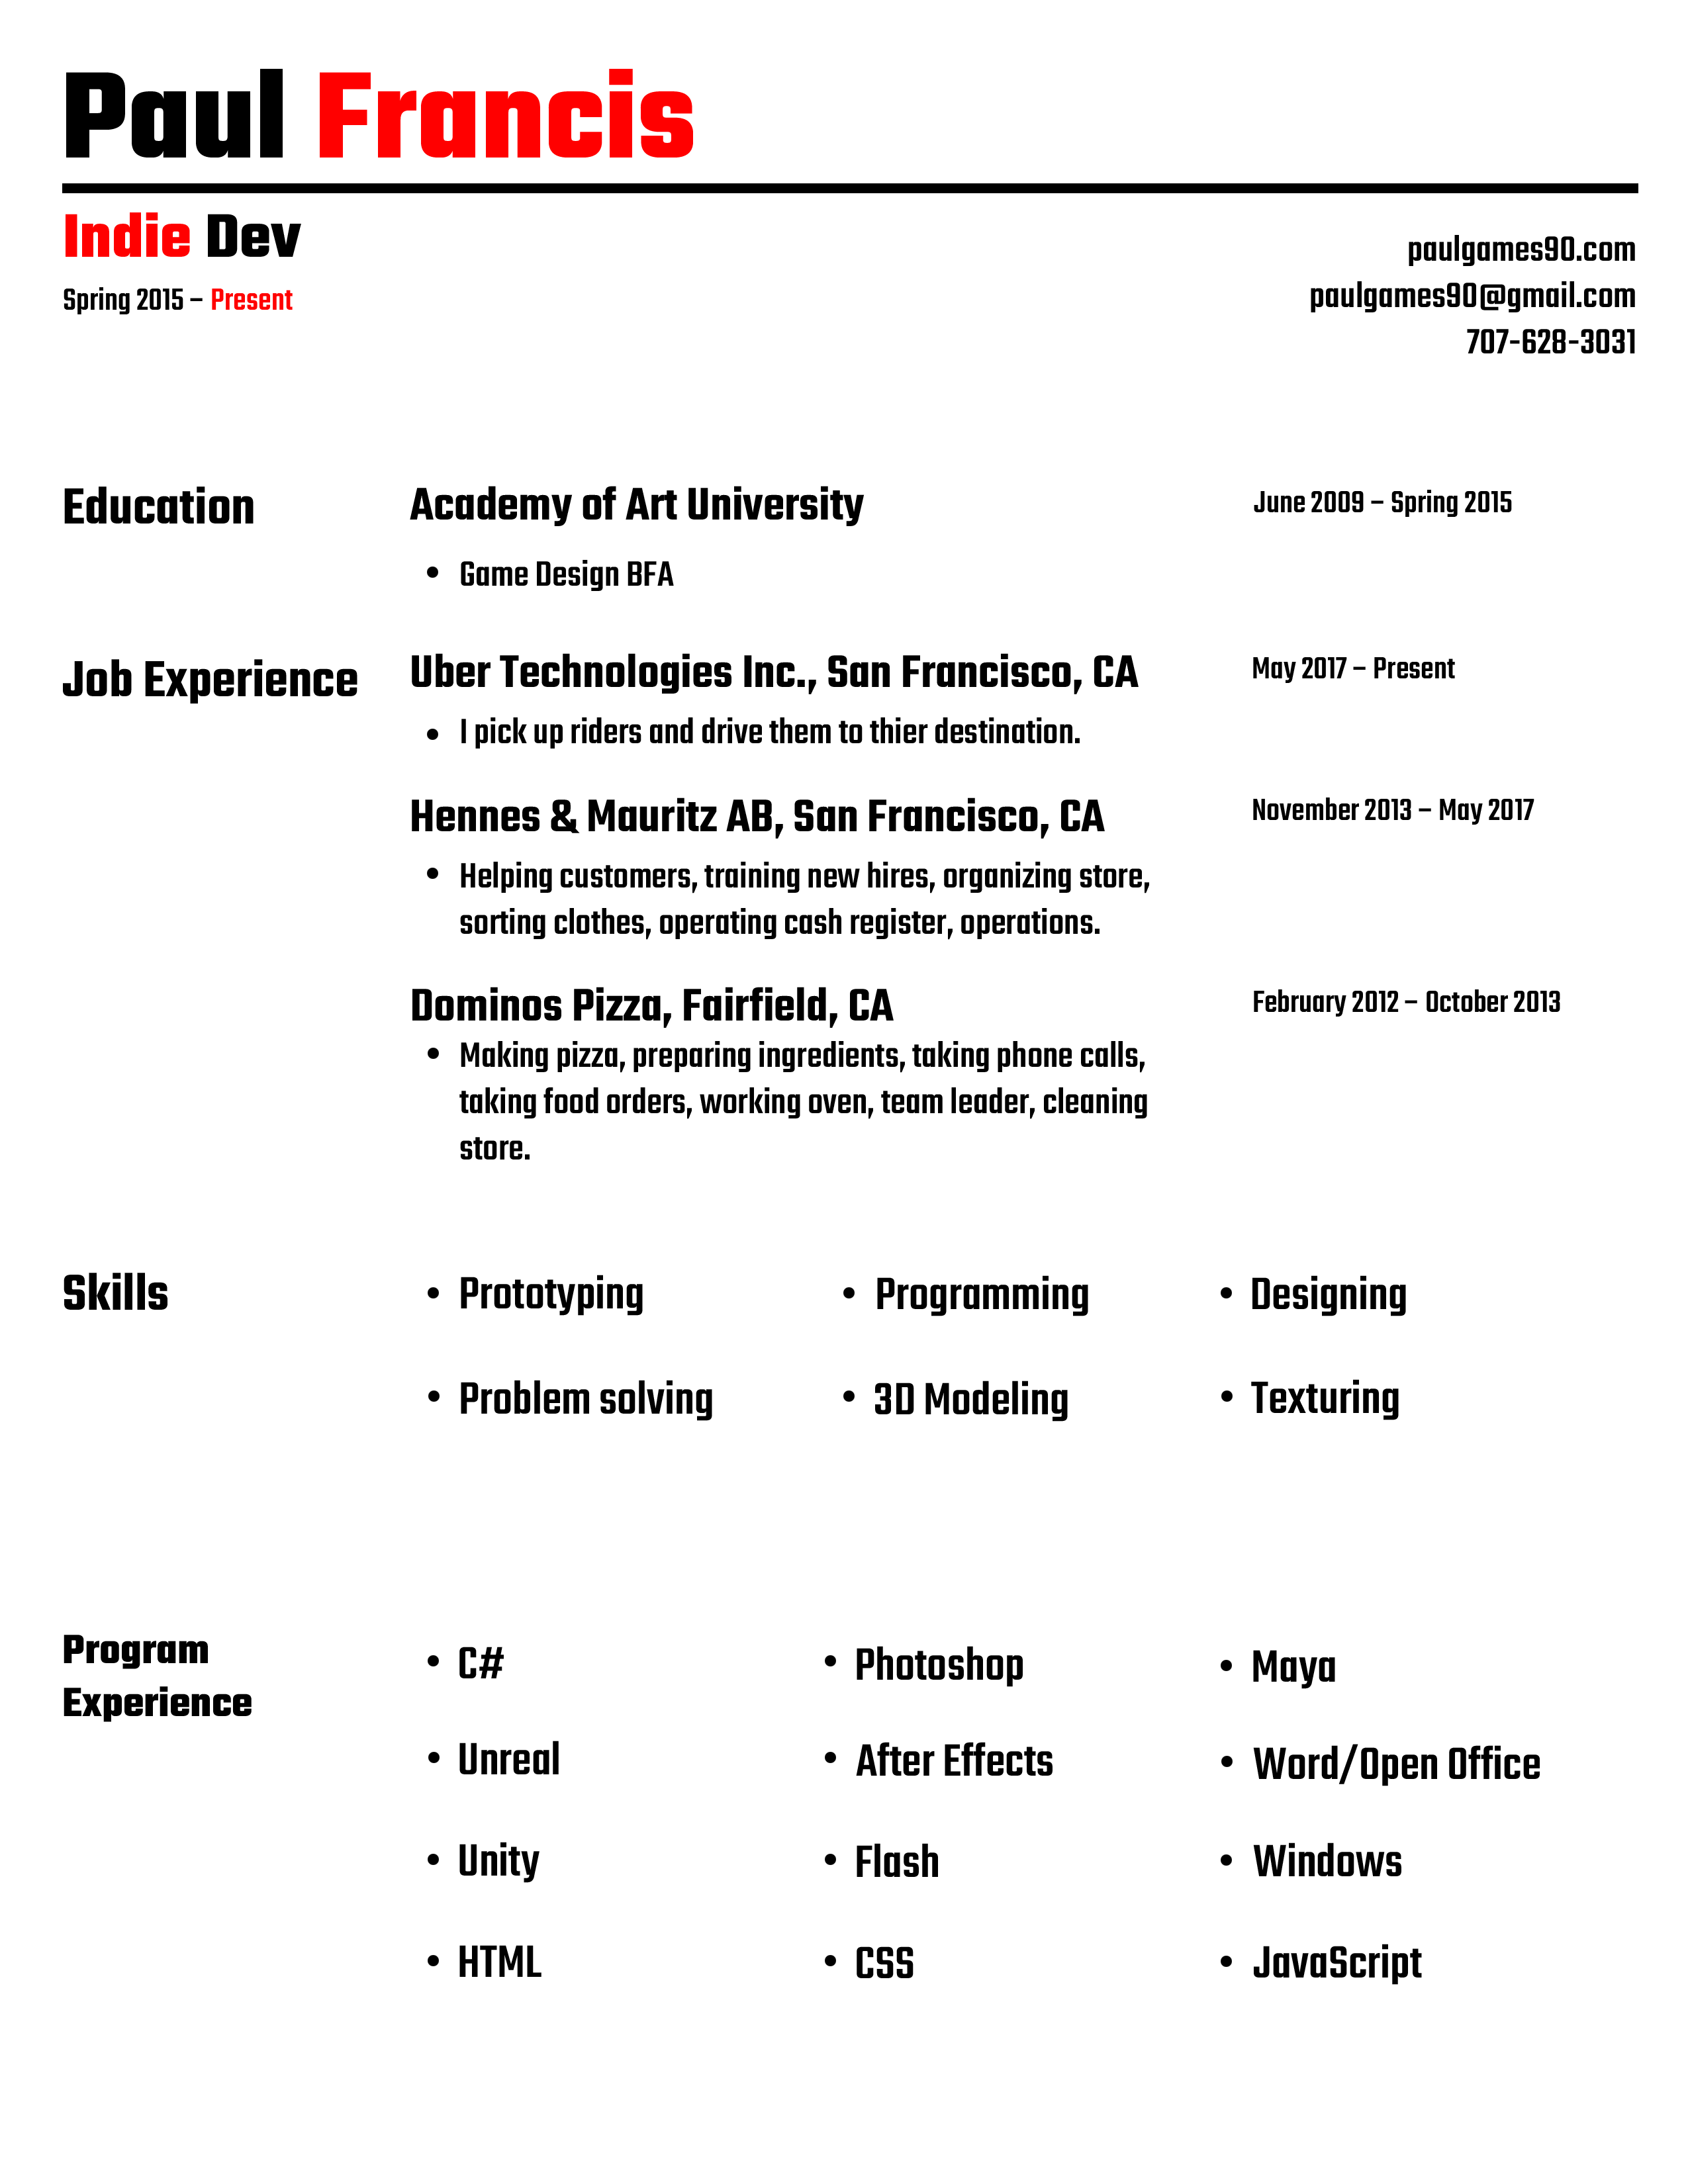 Paul Francis
Indie Dev
Spring 2015 – Present
paulgames90.com
paulgames90@gmail.com
707-628-3031
Education
Academy of Art University
June 2009 – Spring 2015
• Game Design BFA
Job Experience
Uber Technologies Inc., San Francisco, CA
May 2017 – Present
• I pick up riders and drive them to thier destination.
Hennes & Mauritz AB, San Francisco, CA
November 2013 – May 2017
• Helping customers, training new hires, organizing store,
sorting clothes, operating cash register, operations.
Dominos Pizza, Fairfield, CA
February 2012 – October 2013
• Making pizza, preparing ingredients, taking phone calls,
taking food orders, working oven, team leader, cleaning
store.
Skills
• Prototyping
• Programming
• Designing
• Problem solving
• 3D Modeling
• Texturing
Program
Experience
• C#
• Photoshop
• Maya
• Unreal
• After Effects
• Word/Open Office
• Unity
• Flash
• Windows
• HTML
• CSS
• JavaScript